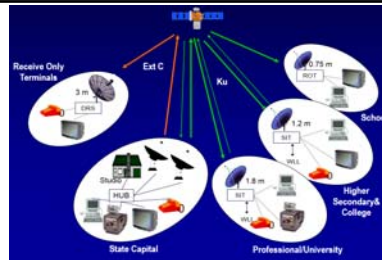 Receive Only
Terminals
Ext C
Ku
3 m
DRS
0.75 m
ROT
School
1.2 m
SIT
WLL
Higher
Secondary&
College
Studio
HUB
State Capital
1.8 m
SIT
WLL
Professional/University